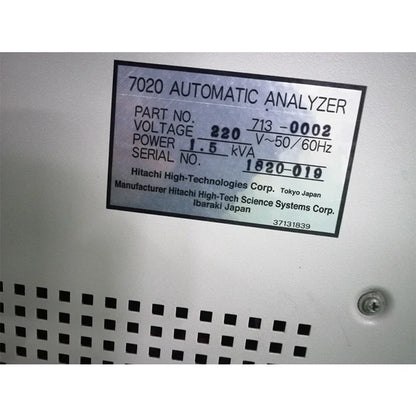 7020 AUTOMATIC ANALYZER
PART NO. 713-0002
VOLTAGE 220 V~50/60Hz
POWER 1.5 kVA
SERIAL NO. 1620-019
Hitachi High-Technologies Corp. Tokyo Japan
Manufacturer Hitachi High-Tech Science Systems Corp.
Ibaraki Japan
37131839